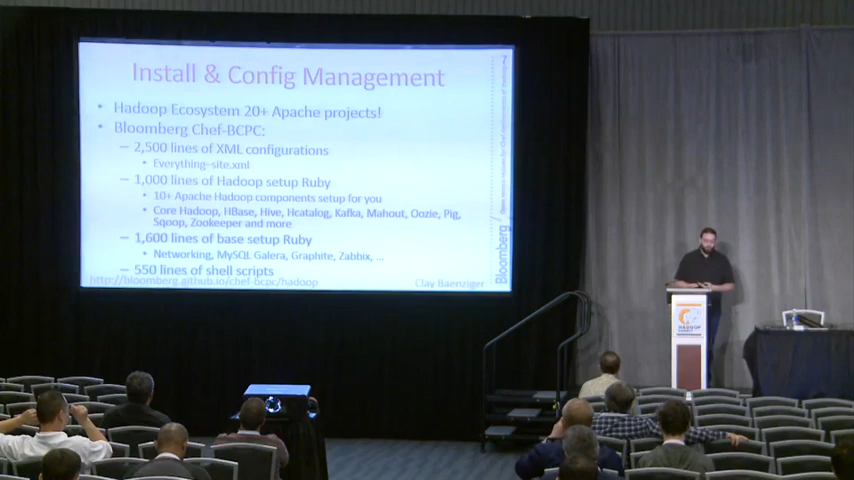 Install & Config Management
• Hadoop Ecosystem 20+ Apache projects!
• Bloomberg Chef-BCPC:
– 2,500 lines of XML configurations
• Everything-site.xml
– 1,000 lines of Hadoop setup Ruby
• 10+ Apache Hadoop components setup for you
• Core Hadoop, HBase, Hive, Hcatalog, Kafka, Mahout, Oozie, Pig,
Sqoop, Zookeeper and more
– 1,600 lines of base setup Ruby
• Networking, MySQL Galera, Graphite, Zabbix, ...
– 550 lines of shell scripts
http://bloomberg.github.io/chef-bcpc/hadoop
Clay Baenziger
7
Bloomberg
HADOOP
SUMMIT